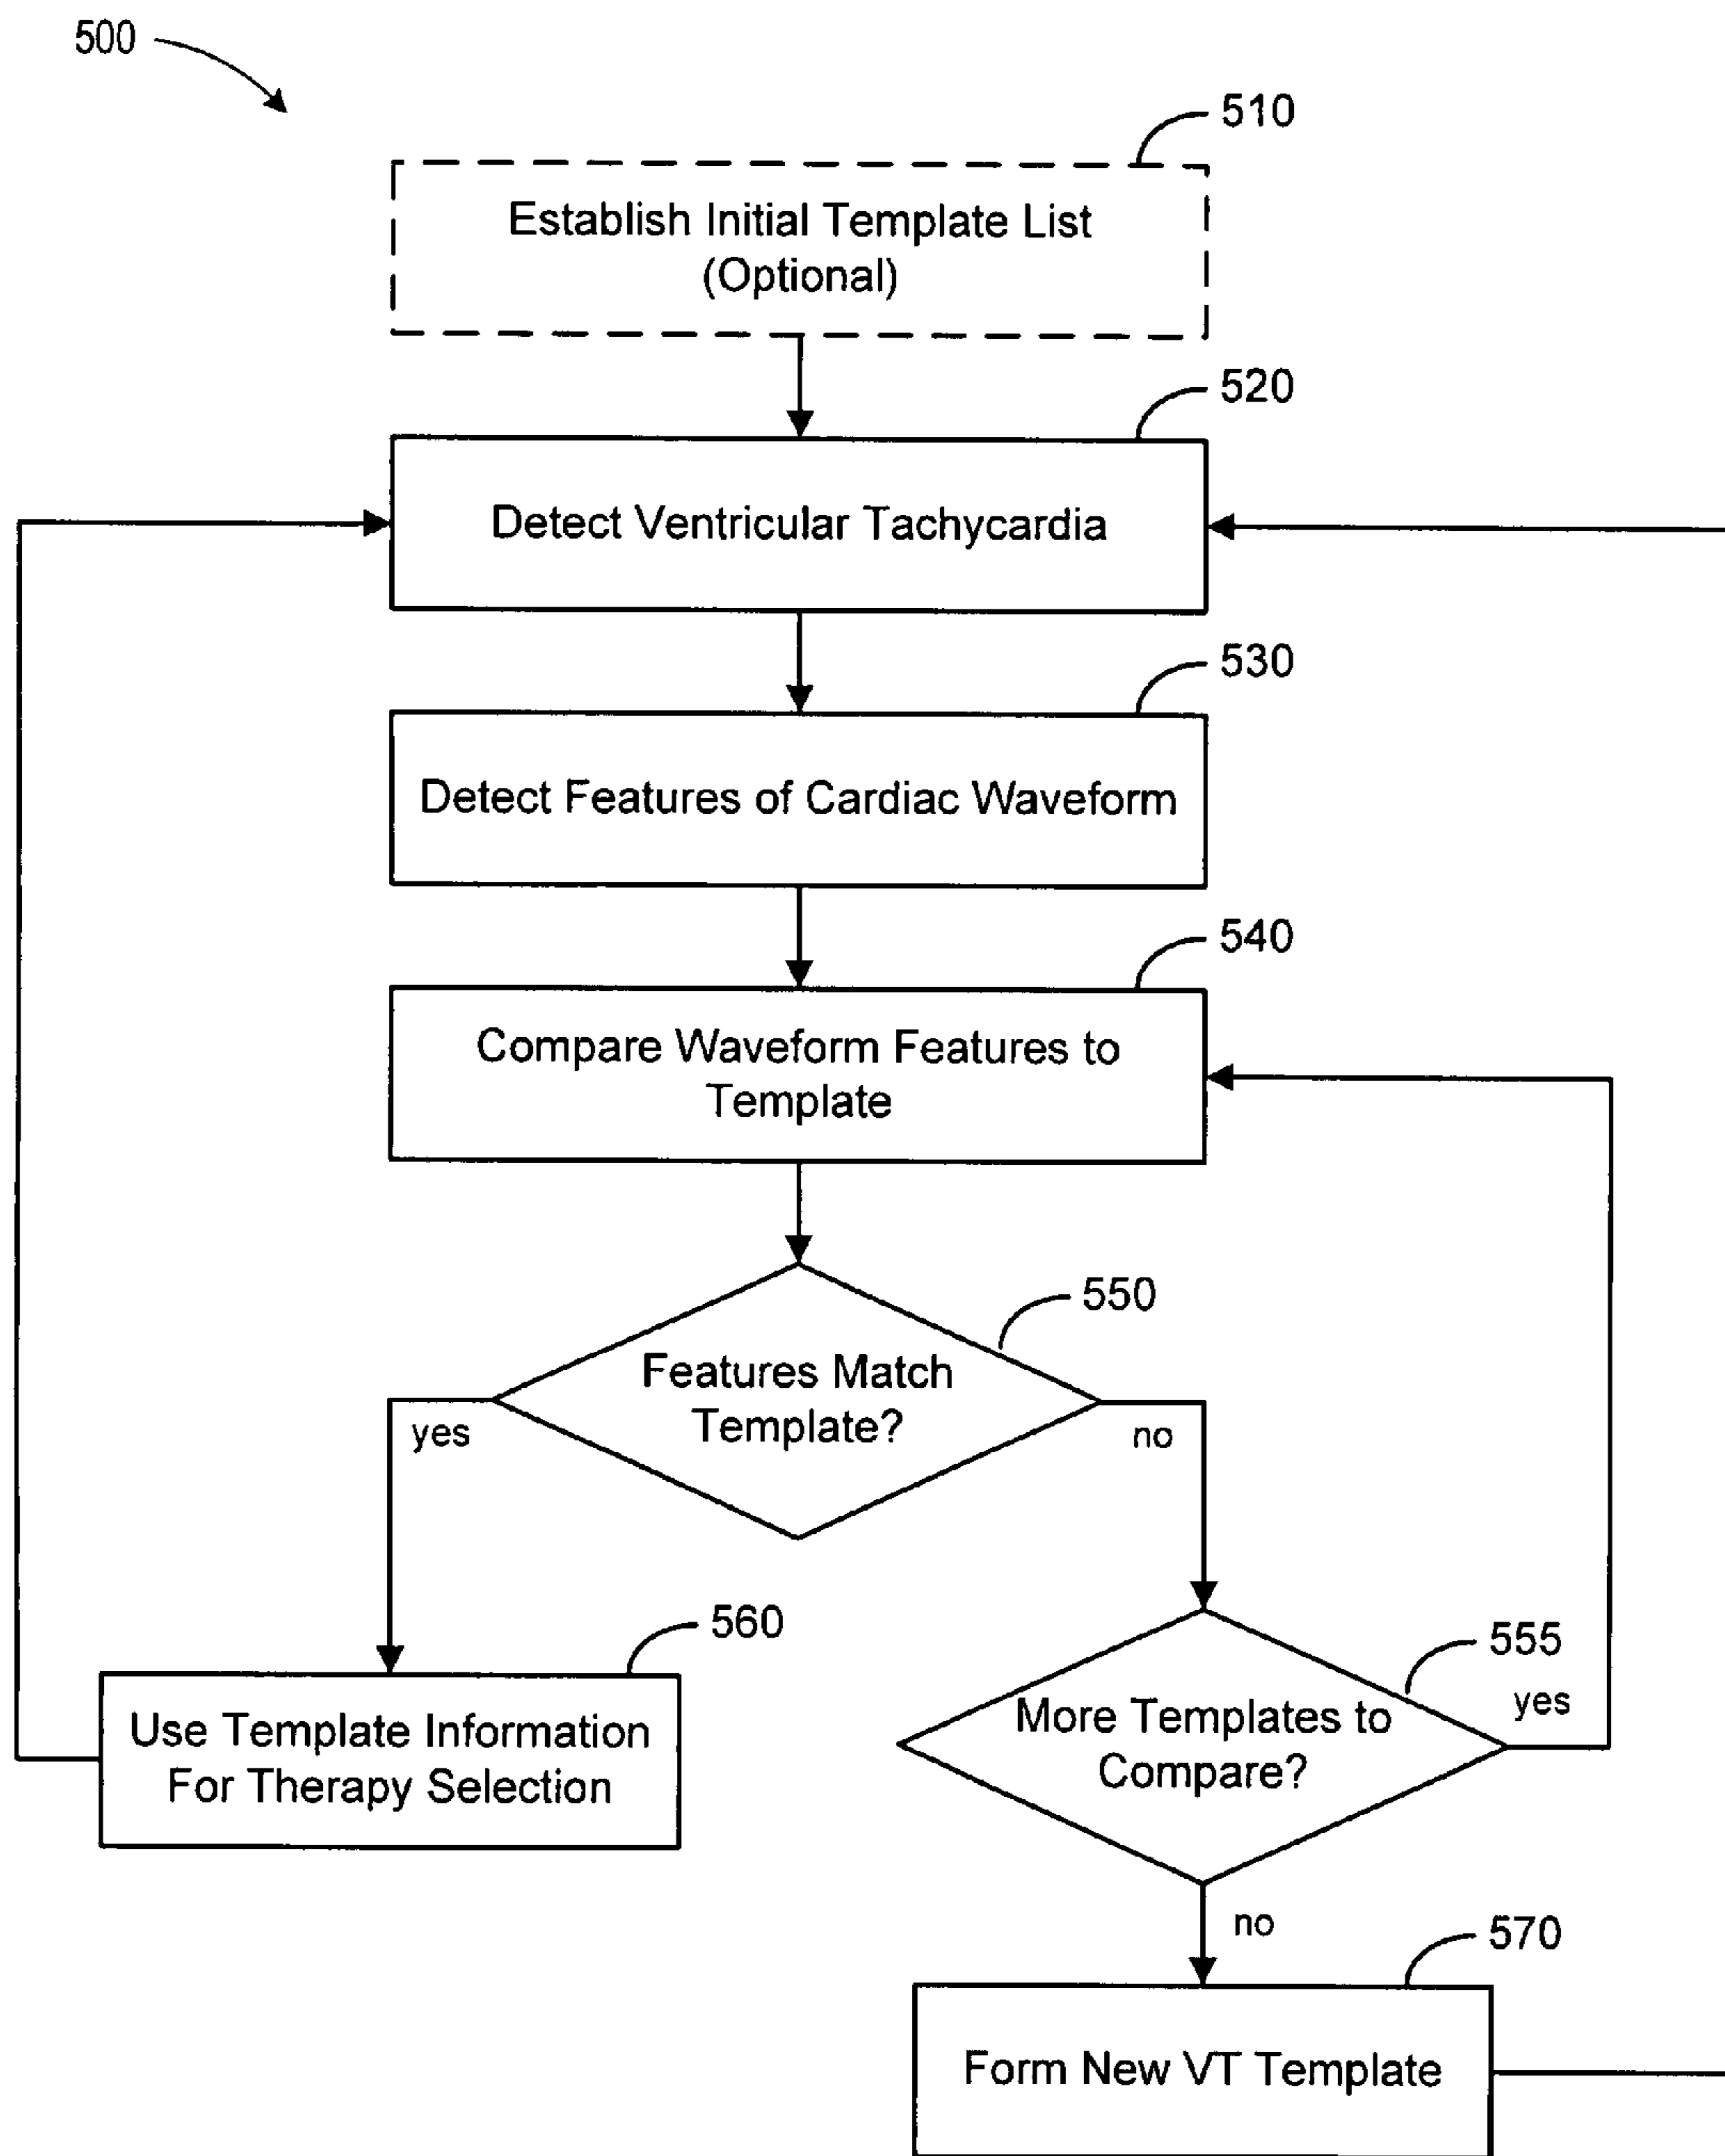 500
510
Establish Initial Template List
(Optional)
520
Detect Ventricular Tachycardia
530
Detect Features of Cardiac Waveform
540
Compare Waveform Features to
Template
550
Features Match
Template?
yes
no
560
Use Template Information
For Therapy Selection
555
More Templates to
Compare?
yes
no
570
Form New VT Template